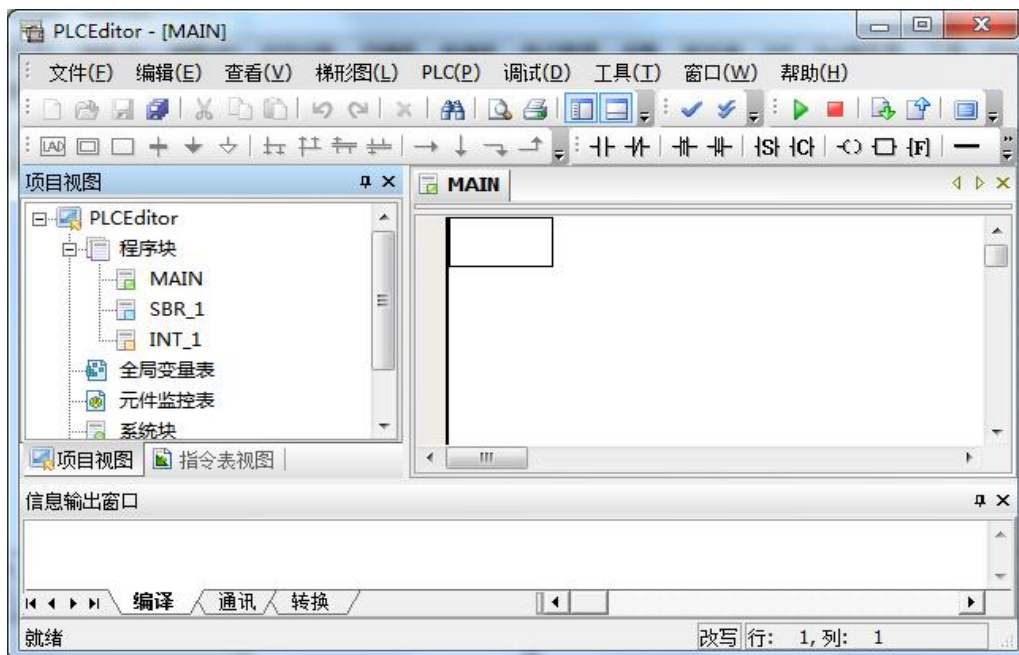 PLCEditor - [MAIN]
文件(F) 编辑(E) 查看(V) 梯形图(L) PLC(P) 调试(D) 工具(T) 窗口(W) 帮助(H)
LAD S C F
项目视图
MAIN
PLCEditor
程序块
MAIN
SBR_1
INT_1
全局变量表
元件监控表
系统块
项目视图 指令表视图
信息输出窗口
编译 通讯 转换
就绪
改写 行: 1, 列: 1